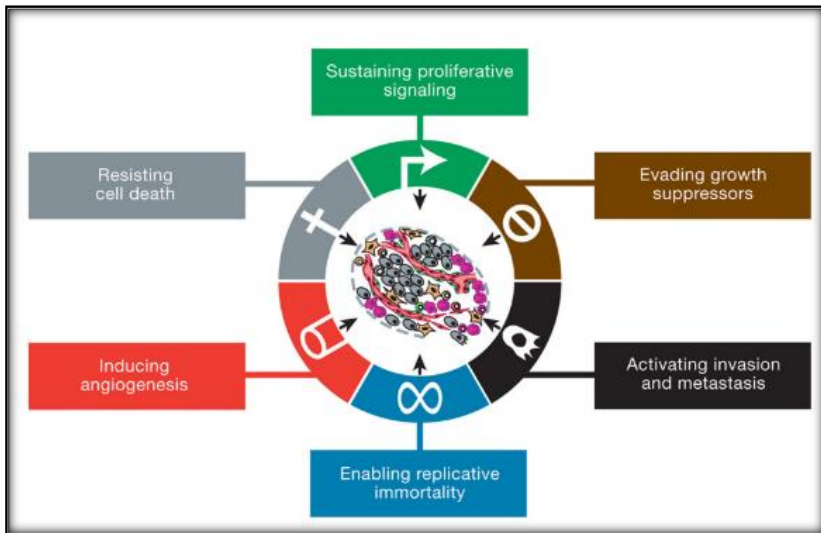 Sustaining proliferative
signaling
Resisting
cell death
Evading growth
suppressors
Inducing
angiogenesis
Activating invasion
and metastasis
Enabling replicative
immortality